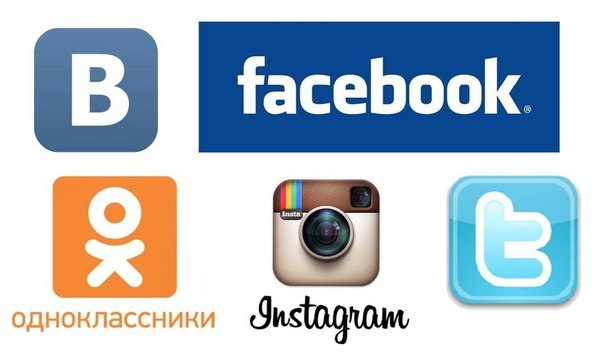 В
facebook®
Insta
одноклассники
Instagram
t